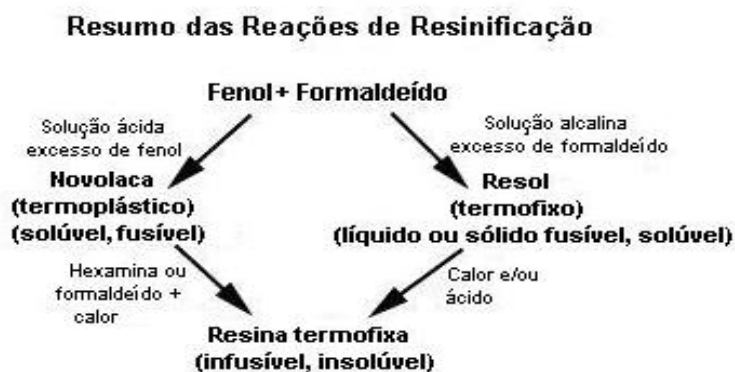 Resumo das Reações de Resinificação
Fenol + Formaldeído
Solução ácida
excesso de fenol
Solução alcalina
excesso de formaldeído
Novolaca
(termoplástico)
(solúvel, fusível)
Resol
(termofixo)
(líquido ou sólido fusível, solúvel)
Hexamina ou
formaldeído +
calor
Calor e/ou
ácido
Resina termofixa
(infusível, insolúvel)